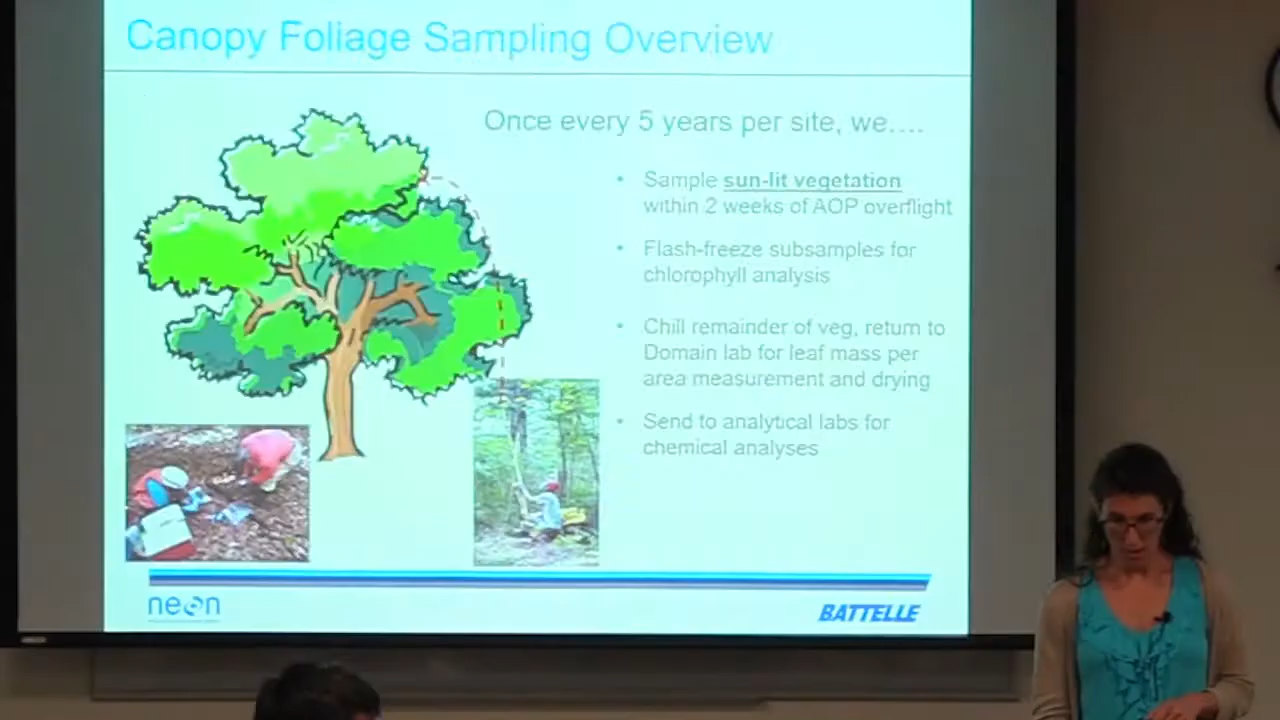 Canopy Foliage Sampling Overview
Once every 5 years per site, we....
• Sample sun-lit vegetation
within 2 weeks of AOP overflight
• Flash-freeze subsamples for
chlorophyll analysis
• Chill remainder of veg, return to
Domain lab for leaf mass per
area measurement and drying
• Send to analytical labs for
chemical analyses
neon
BATTELLE